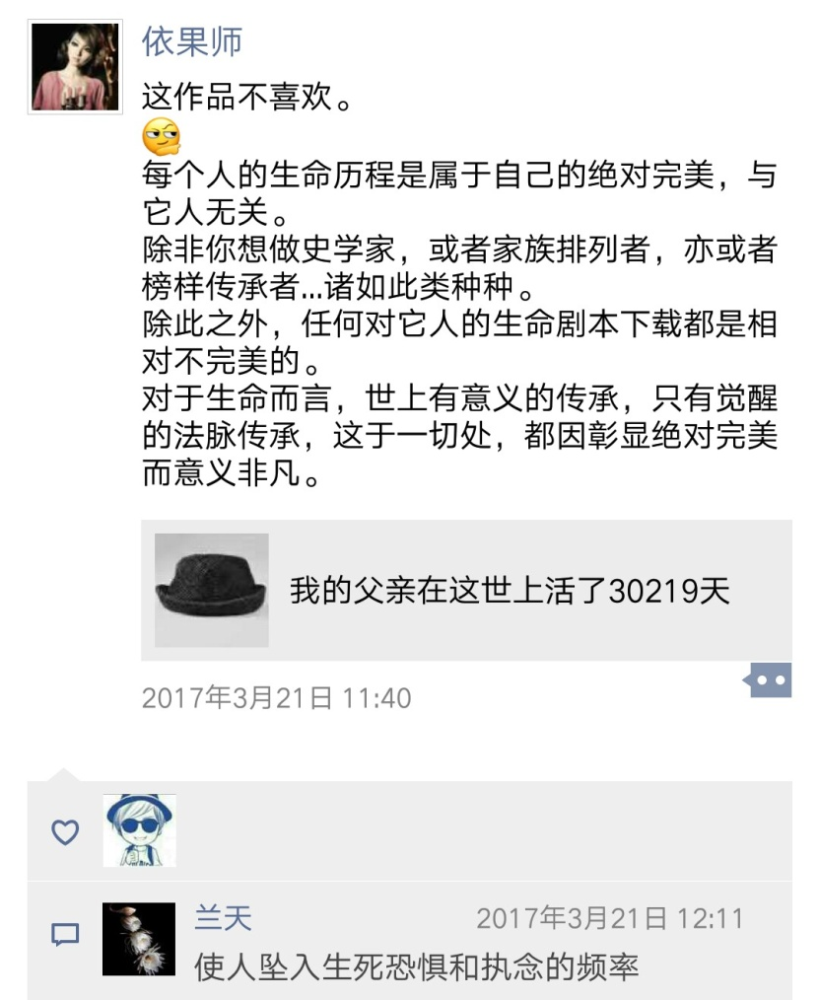 依果师
这作品不喜欢。
每个人的生命历程是属于自己的绝对完美，与
它人无关。
除非你想做史学家，或者家族排列者，亦或者
榜样传承者...诸如此类种种。
除此之外，任何对它人的生命剧本下载都是相
对不完美的。
对于生命而言，世上有意义的传承，只有觉醒
的法脉传承，这于一切处，都因彰显绝对完美
而意义非凡。
我的父亲在这世上活了30219天
2017年3月21日 11:40
兰天
2017年3月21日 12:11
使人坠入生死恐惧和执念的频率